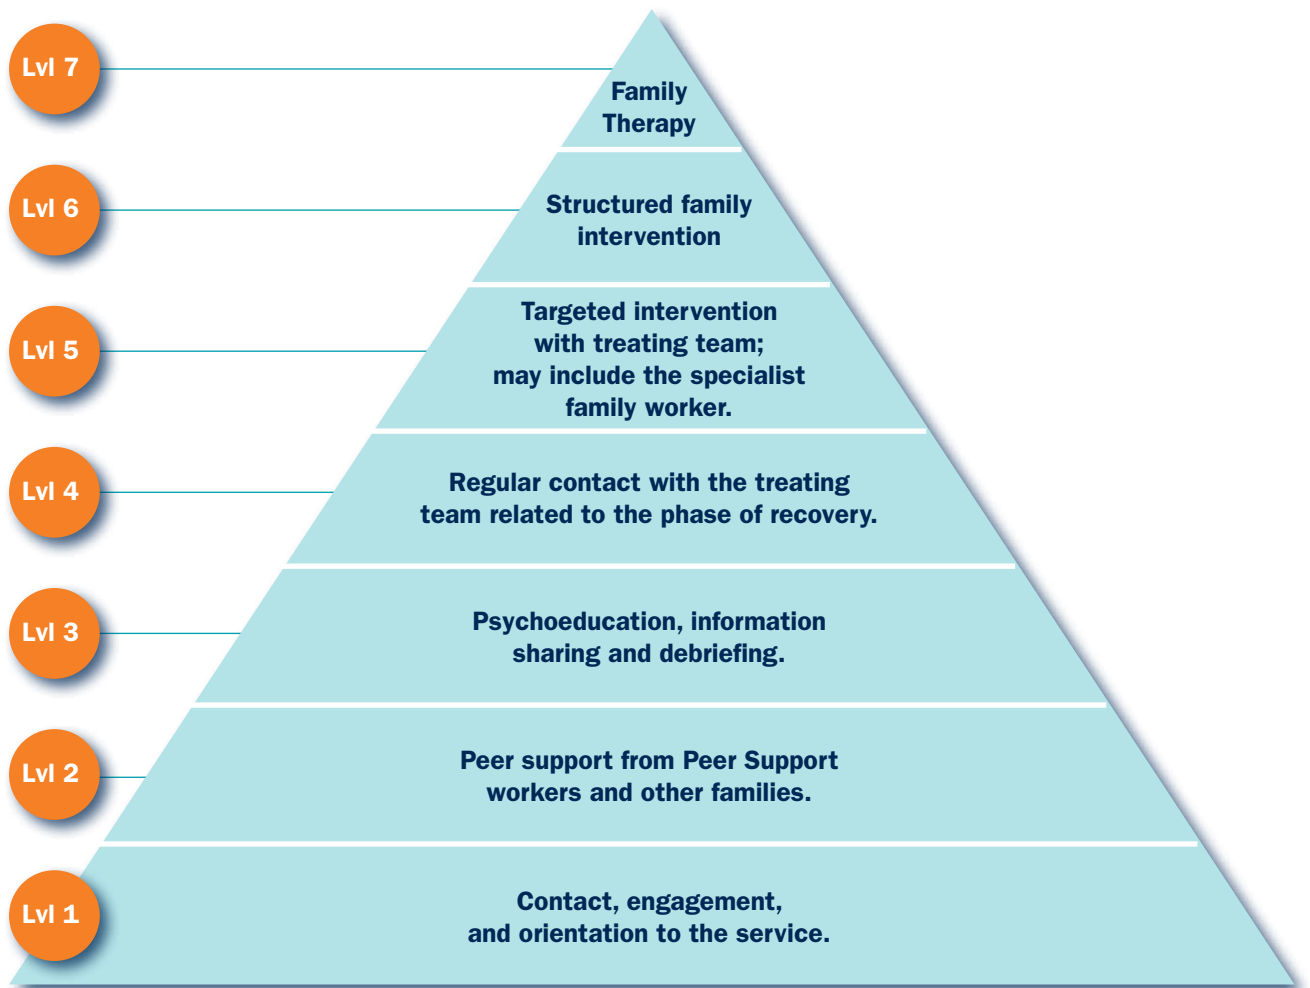 Lvl 7
Family
Therapy
Lvl 6
Structured family
intervention
Lvl 5
Targeted intervention
with treating team;
may include the specialist
family worker.
Lvl 4
Regular contact with the treating
team related to the phase of recovery.
Lvl 3
Psychoeducation, information
sharing and debriefing.
Lvl 2
Peer support from Peer Support
workers and other families.
Lvl 1
Contact, engagement,
and orientation to the service.